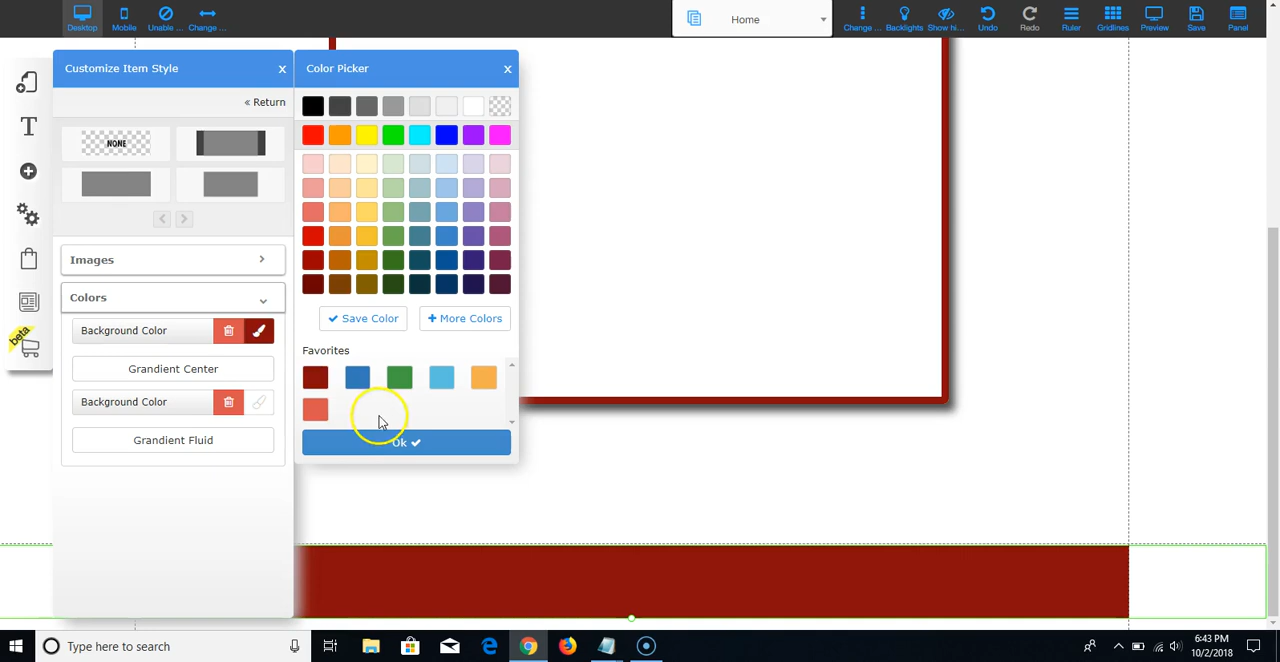 Desktop
Mobile
Unable ...
Change ...
Home
Change ...
Backlights
Show hi...
Undo
Redo
Ruler
Gridlines
Preview
Save
Panel
Customize Item Style
x
« Return
NONE
Images
Colors
Background Color
Grandient Center
Background Color
Grandient Fluid
Color Picker
x
Save Color
More Colors
Favorites
Ok
T
beta
Type here to search
6:43 PM
10/2/2018